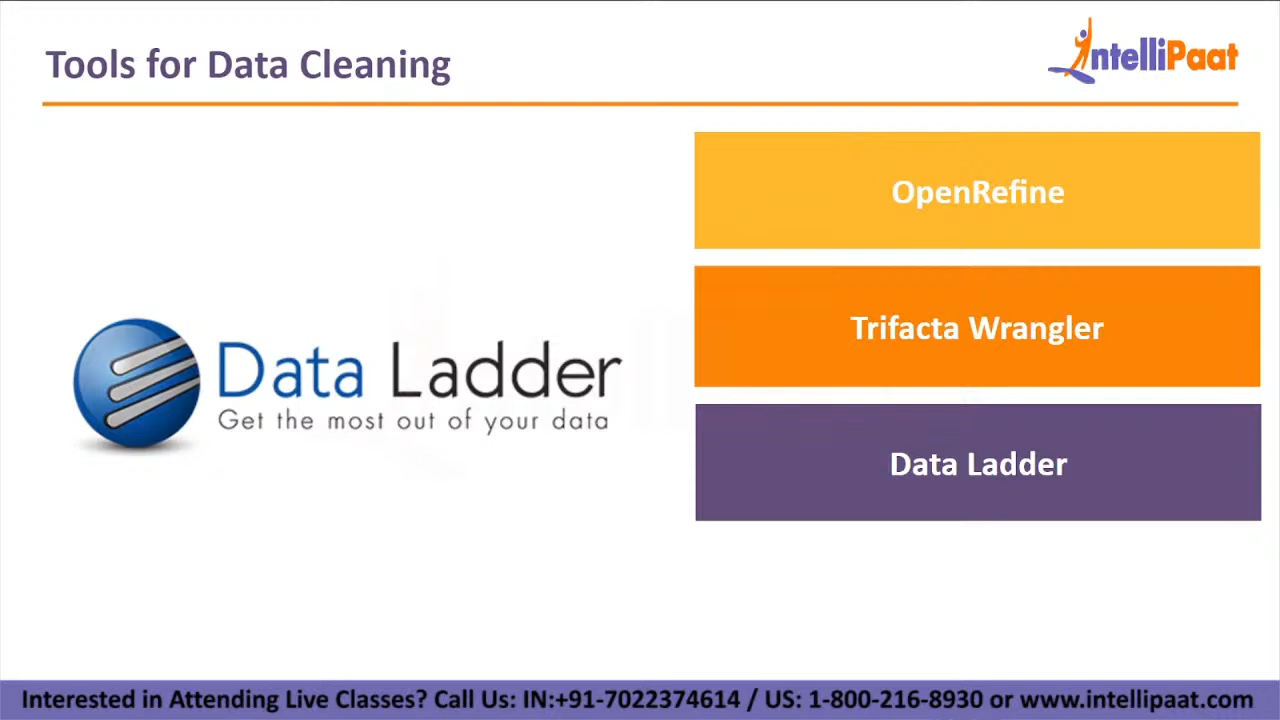 Tools for Data Cleaning
IntelliPaat
OpenRefine
Trifacta Wrangler
Data Ladder
Get the most out of your data
Data Ladder
Interested in Attending Live Classes? Call Us: IN:+91-7022374614 / US: 1-800-216-8930 or www.intellipaat.com